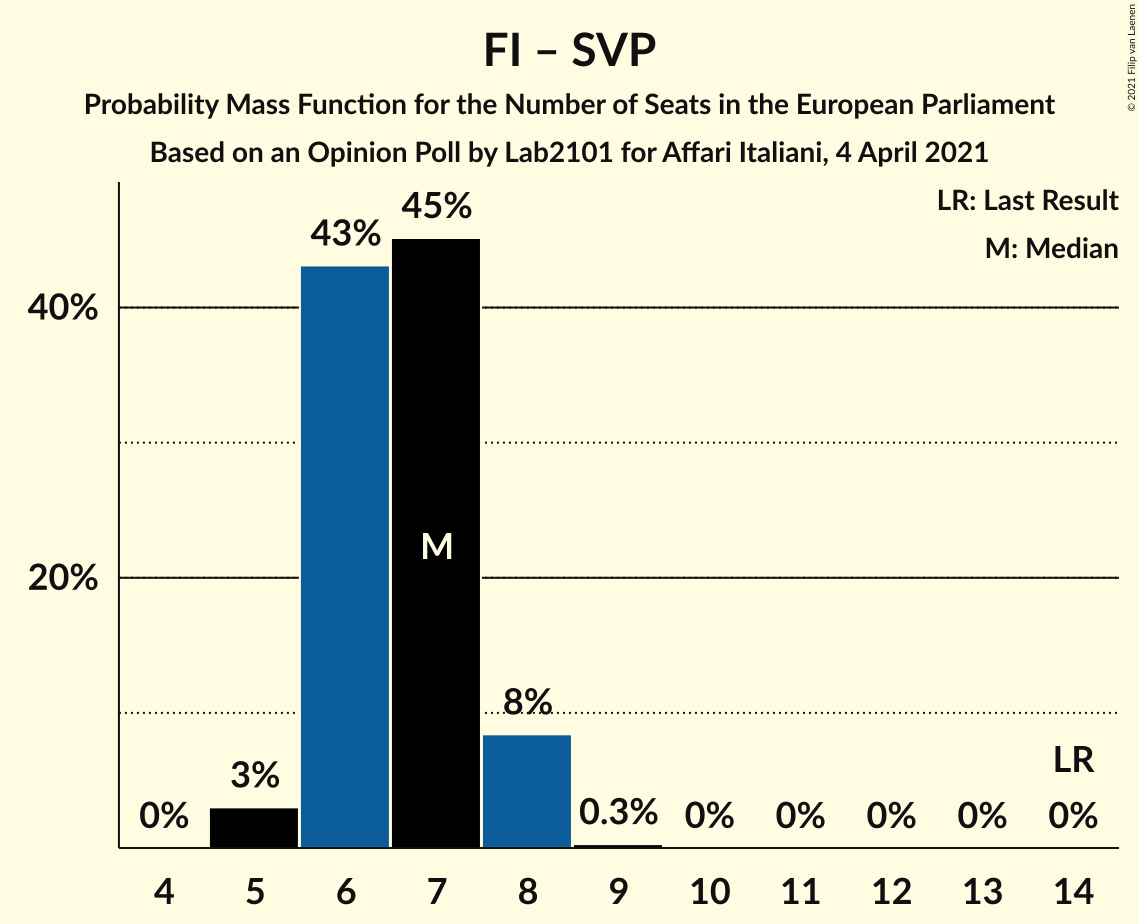 FI – SVP
Probability Mass Function for the Number of Seats in the European Parliament
Based on an Opinion Poll by Lab2101 for Affari Italiani, 4 April 2021
© 2021 Filip van Laenen
LR: Last Result
M: Median
45%
43%
40%
M
20%
8%
LR
3%
0% 0.3% 0% 0% 0% 0% 0%
4 5 6 7 8 9 10 11 12 13 14